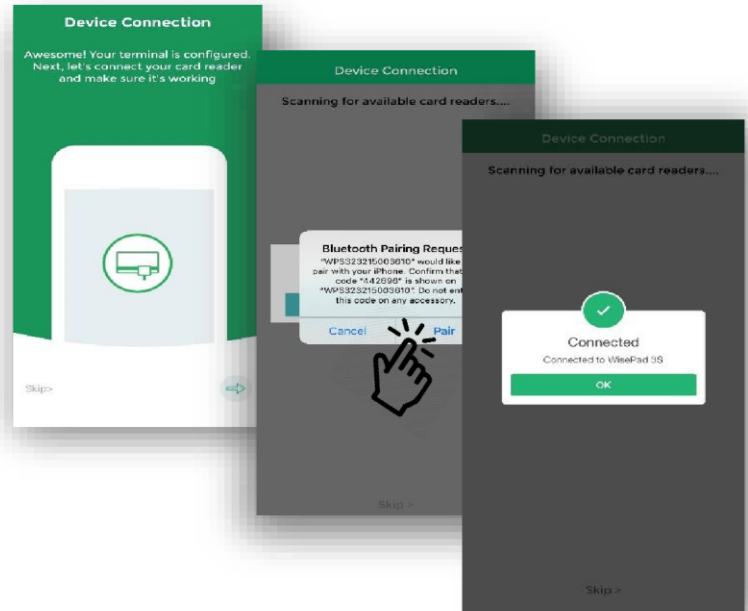 Device Connection
Awesome! Your terminal is configured.
Next, let's connect your card reader
and make sure it's working
Skip>
Device Connection
Scanning for available card readers....
Bluetooth Pairing Reques
"WPS323215003610" would like
pair with your iPhone. Confirm that
code "442696" is shown on
"WPS323215003610". Do not ent
this code on any accessory.
Cancel Pair
Skip >
Device Connection
Scanning for available card readers....
Connected
Connected to WisePad 3S
OK
Skip >